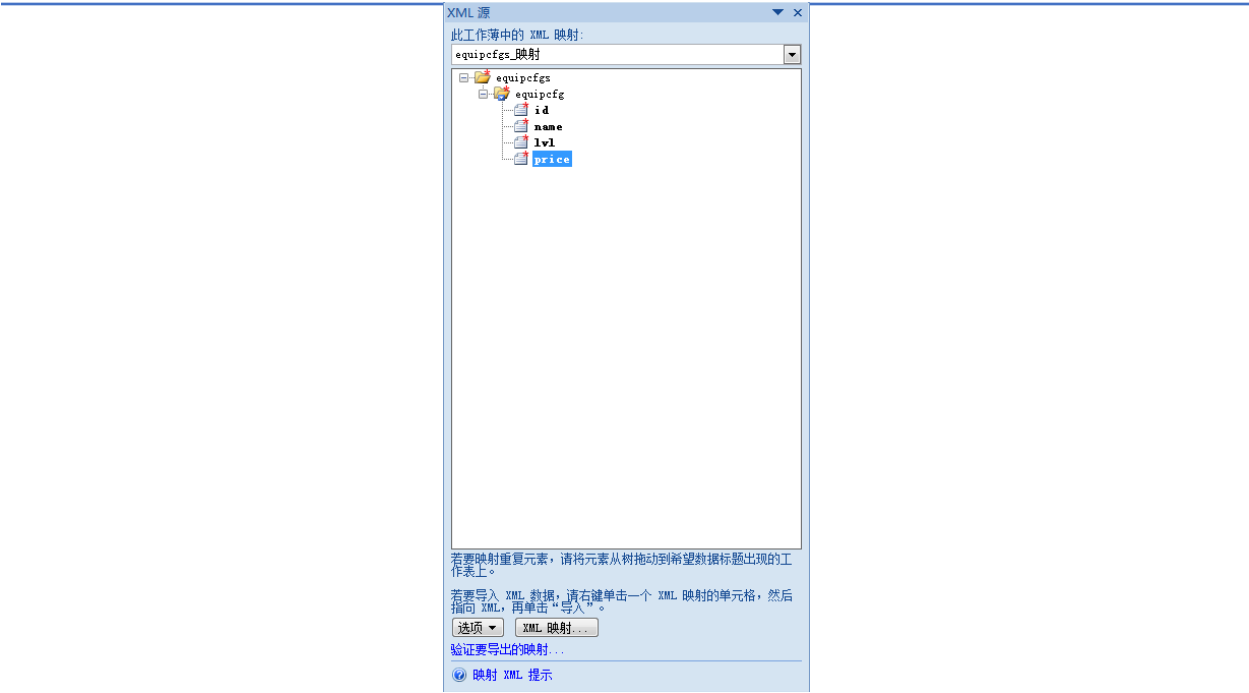 XML 源
此工作薄中的 XML 映射:
equipcfgs_映射
equipcfgs
equipcfg
id
name
lvl
price
若要映射重复元素，请将元素从树拖动到希望数据标题出现的工
作表上。
若要导入 XML 数据，请右键单击一个 XML 映射的单元格，然后
指向 XML，再单击“导入”。
选项
XML 映射...
验证要导出的映射...
映射 XML 提示